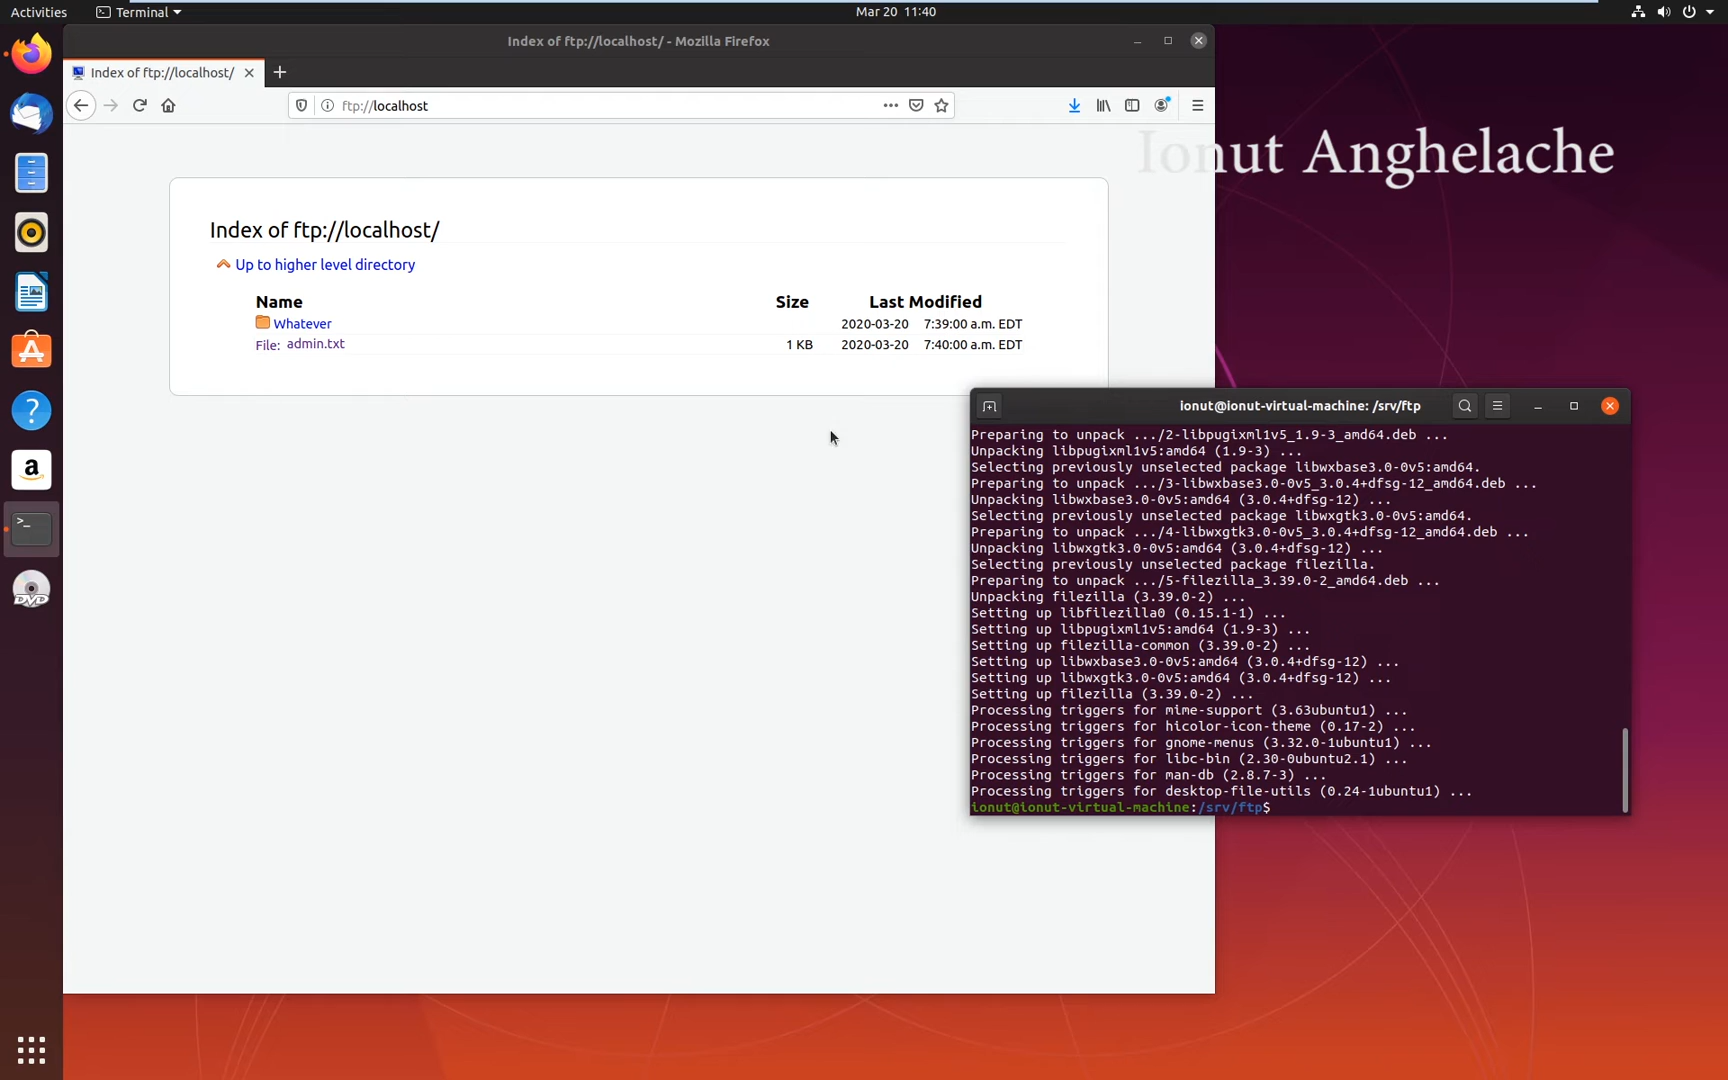 Activities Terminal Mar 20 11:40
Index of ftp://localhost/ - Mozilla Firefox
Index of ftp://localhost/
ftp://localhost
Ionut Anghelache
Index of ftp://localhost/
Up to higher level directory
Name Size Last Modified
Whatever 2020-03-20 7:39:00 a.m. EDT
File: admin.txt 1 KB 2020-03-20 7:40:00 a.m. EDT
ionut@ionut-virtual-machine: /srv/ftp
Preparing to unpack .../2-libpugixml1v5_1.9-3_amd64.deb ...
Unpacking libpugixml1v5:amd64 (1.9-3) ...
Selecting previously unselected package libwxbase3.0-0v5:amd64.
Preparing to unpack .../3-libwxbase3.0-0v5_3.0.4+dfsg-12_amd64.deb ...
Unpacking libwxbase3.0-0v5:amd64 (3.0.4+dfsg-12) ...
Selecting previously unselected package libwxgtk3.0-0v5:amd64.
Preparing to unpack .../4-libwxgtk3.0-0v5_3.0.4+dfsg-12_amd64.deb ...
Unpacking libwxgtk3.0-0v5:amd64 (3.0.4+dfsg-12) ...
Selecting previously unselected package filezilla.
Preparing to unpack .../5-filezilla_3.39.0-2_amd64.deb ...
Unpacking filezilla (3.39.0-2) ...
Setting up libfilezilla0 (0.15.1-1) ...
Setting up libpugixml1v5:amd64 (1.9-3) ...
Setting up filezilla-common (3.39.0-2) ...
Setting up libwxbase3.0-0v5:amd64 (3.0.4+dfsg-12) ...
Setting up libwxgtk3.0-0v5:amd64 (3.0.4+dfsg-12) ...
Setting up filezilla (3.39.0-2) ...
Processing triggers for mime-support (3.63ubuntu1) ...
Processing triggers for hicolor-icon-theme (0.17-2) ...
Processing triggers for gnome-menus (3.32.0-1ubuntu1) ...
Processing triggers for libc-bin (2.30-0ubuntu2.1) ...
Processing triggers for man-db (2.8.7-3) ...
Processing triggers for desktop-file-utils (0.24-1ubuntu1) ...
ionut@ionut-virtual-machine:/srv/ftp$
a
>_
DVD